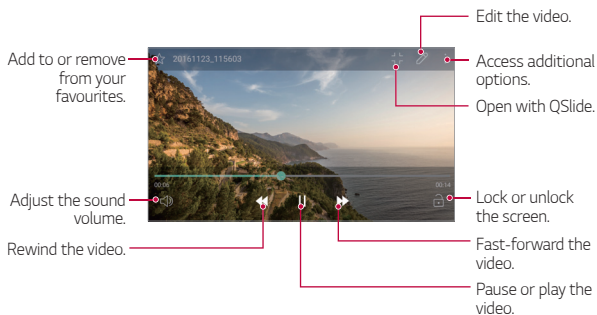 Edit the video.
Add to or remove
from your
favourites.
20161123_115603
Access additional
options.
Open with QSlide.
00:06
00:14
Adjust the sound
volume.
Lock or unlock
the screen.
Rewind the video.
Fast-forward the
video.
Pause or play the
video.